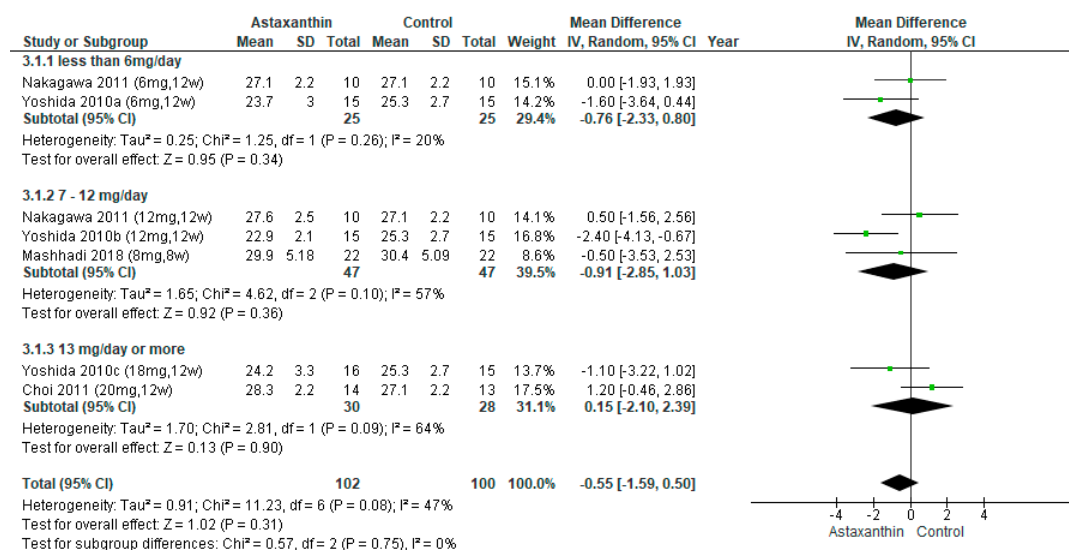 Astaxanthin Control Mean Difference Mean Difference
Study or Subgroup Mean SD Total Mean SD Total Weight IV, Random, 95% CI Year IV, Random, 95% CI
3.1.1 less than 6mg/day
Nakagawa 2011 (6mg,12w) 27.1 2.2 10 27.1 2.2 10 15.1% 0.00 [-1.93, 1.93]
Yoshida 2010a (6mg,12w) 23.7 3 15 25.3 2.7 15 14.2% -1.60 [-3.64, 0.44]
Subtotal (95% CI) 25 25 29.4% -0.76 [-2.33, 0.80]
Heterogeneity: Tau² = 0.25; Chi² = 1.25, df = 1 (P = 0.26); I² = 20%
Test for overall effect: Z = 0.95 (P = 0.34)
3.1.2 7 - 12 mg/day
Nakagawa 2011 (12mg,12w) 27.6 2.5 10 27.1 2.2 10 14.1% 0.50 [-1.56, 2.56]
Yoshida 2010b (12mg,12w) 22.9 2.1 15 25.3 2.7 15 16.8% -2.40 [-4.13, -0.67]
Mashhadi 2018 (8mg,8w) 29.9 5.18 22 30.4 5.09 22 8.6% -0.50 [-3.53, 2.53]
Subtotal (95% CI) 47 47 39.5% -0.91 [-2.85, 1.03]
Heterogeneity: Tau² = 1.65; Chi² = 4.62, df = 2 (P = 0.10); I² = 57%
Test for overall effect: Z = 0.92 (P = 0.36)
3.1.3 13 mg/day or more
Yoshida 2010c (18mg,12w) 24.2 3.3 16 25.3 2.7 15 13.7% -1.10 [-3.22, 1.02]
Choi 2011 (20mg,12w) 28.3 2.2 14 27.1 2.2 13 17.5% 1.20 [-0.46, 2.86]
Subtotal (95% CI) 30 28 31.1% 0.15 [-2.10, 2.39]
Heterogeneity: Tau² = 1.70; Chi² = 2.81, df = 1 (P = 0.09); I² = 64%
Test for overall effect: Z = 0.13 (P = 0.90)
Total (95% CI) 102 100 100.0% -0.55 [-1.59, 0.50]
Heterogeneity: Tau² = 0.91; Chi² = 11.23, df = 6 (P = 0.08); I² = 47%
Test for overall effect: Z = 1.02 (P = 0.31)
Test for subgroup differences: Chi² = 0.57, df = 2 (P = 0.75), I² = 0%
-4 -2 0 2 4
Astaxanthin Control